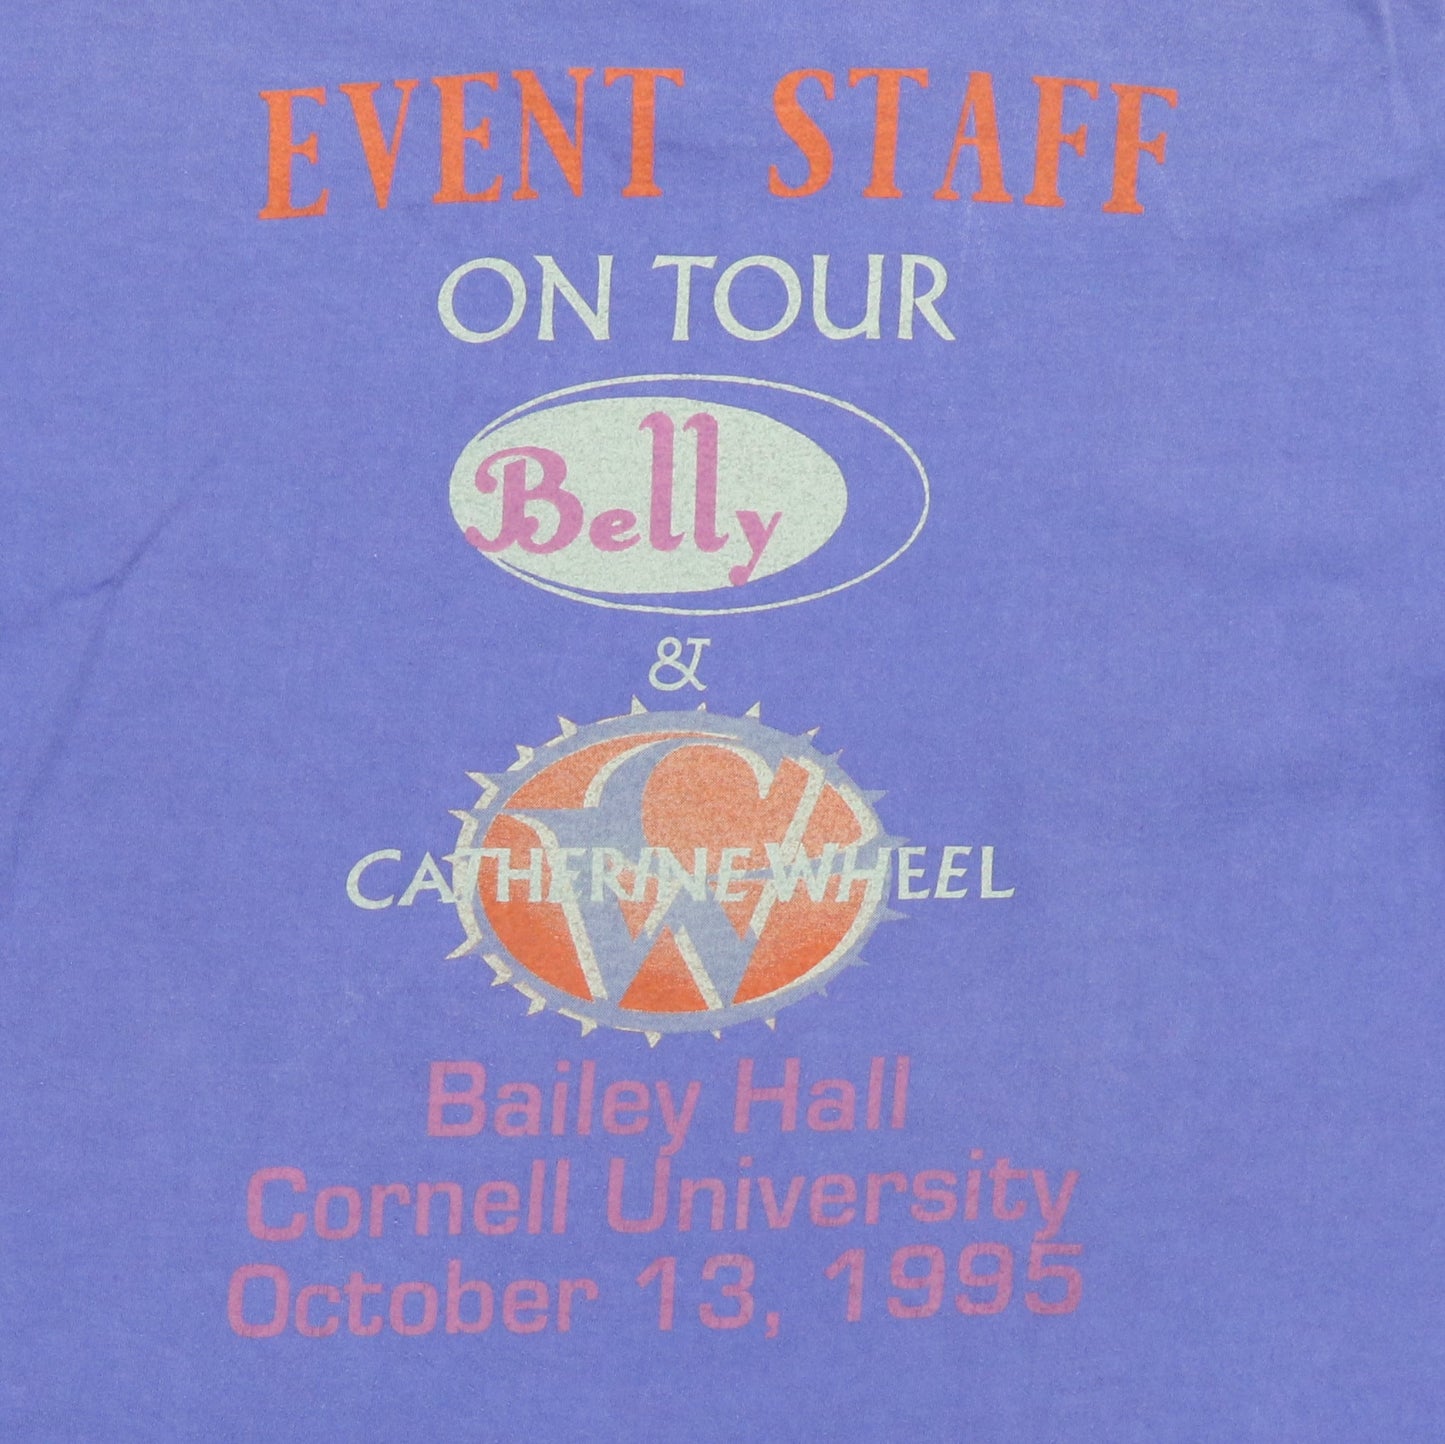 EVENT STAFF
ON TOUR
Belly
&
CATHERINE WHEEL
Bailey Hall
Cornell University
October 13, 1995